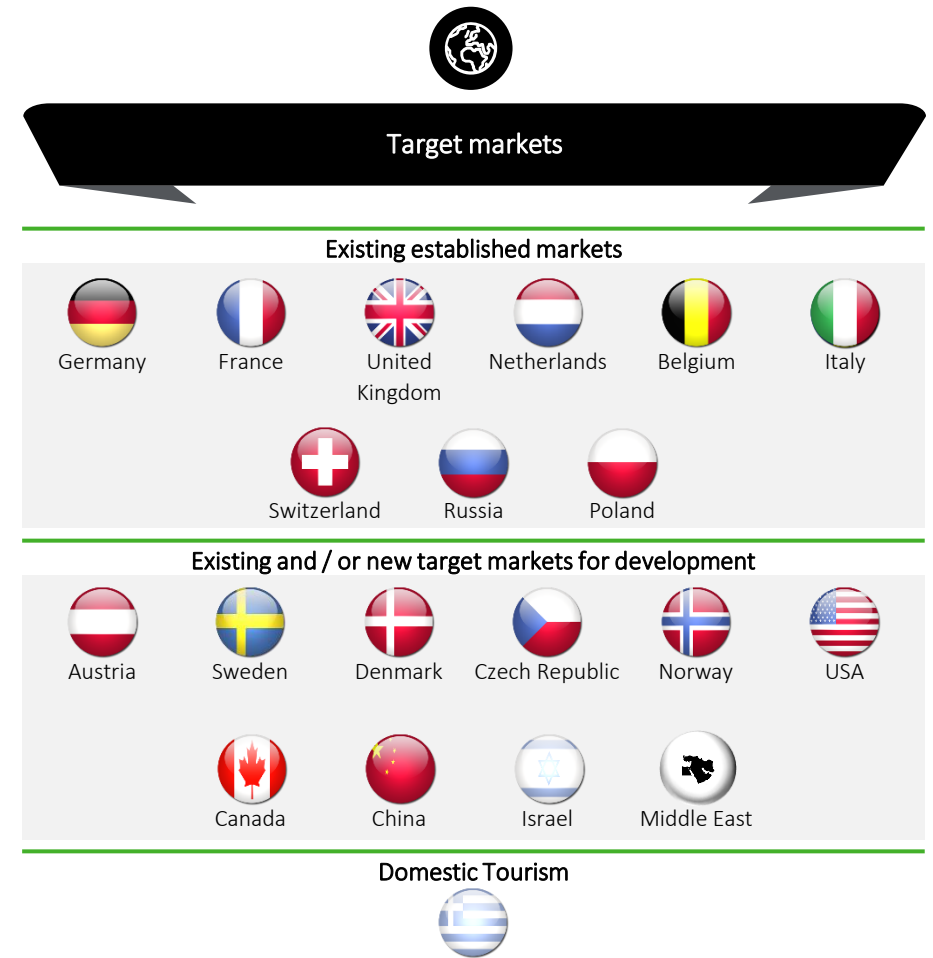 Target markets
Existing established markets
Germany
France
United
Kingdom
Netherlands
Belgium
Italy
Switzerland
Russia
Poland
Existing and / or new target markets for development
Austria
Sweden
Denmark
Czech Republic
Norway
USA
Canada
China
Israel
Middle East
Domestic Tourism